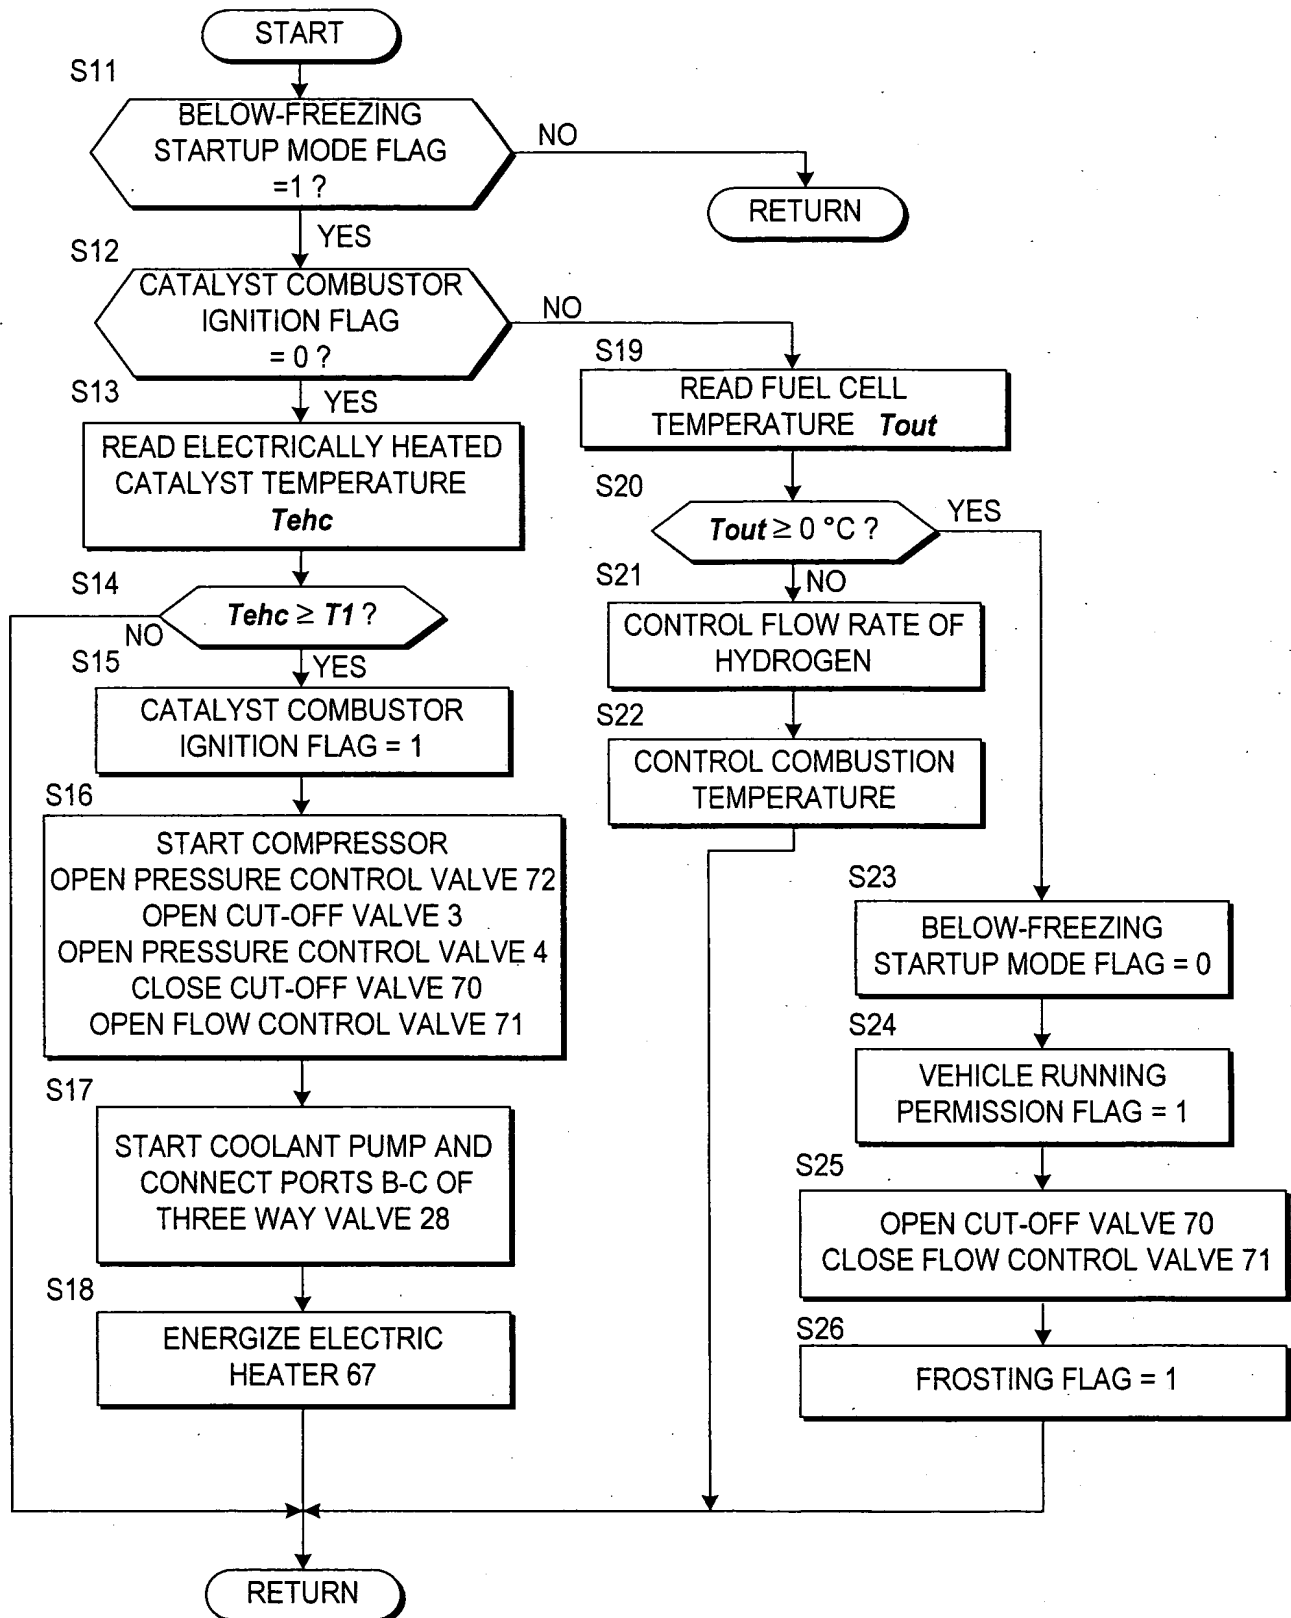 START
S11
BELOW-FREEZING
STARTUP MODE FLAG
=1 ?
NO
RETURN
YES
S12
CATALYST COMBUSTOR
IGNITION FLAG
= 0 ?
NO
YES
S13
READ ELECTRICALLY HEATED
CATALYST TEMPERATURE
Tehc
S14
Tehc ≥ T1 ?
NO
YES
S15
CATALYST COMBUSTOR
IGNITION FLAG = 1
S16
START COMPRESSOR
OPEN PRESSURE CONTROL VALVE 72
OPEN CUT-OFF VALVE 3
OPEN PRESSURE CONTROL VALVE 4
CLOSE CUT-OFF VALVE 70
OPEN FLOW CONTROL VALVE 71
S17
START COOLANT PUMP AND
CONNECT PORTS B-C OF
THREE WAY VALVE 28
S18
ENERGIZE ELECTRIC
HEATER 67
S19
READ FUEL CELL
TEMPERATURE Tout
S20
Tout ≥ 0 °C ?
YES
NO
S21
CONTROL FLOW RATE OF
HYDROGEN
S22
CONTROL COMBUSTION
TEMPERATURE
S23
BELOW-FREEZING
STARTUP MODE FLAG = 0
S24
VEHICLE RUNNING
PERMISSION FLAG = 1
S25
OPEN CUT-OFF VALVE 70
CLOSE FLOW CONTROL VALVE 71
S26
FROSTING FLAG = 1
RETURN